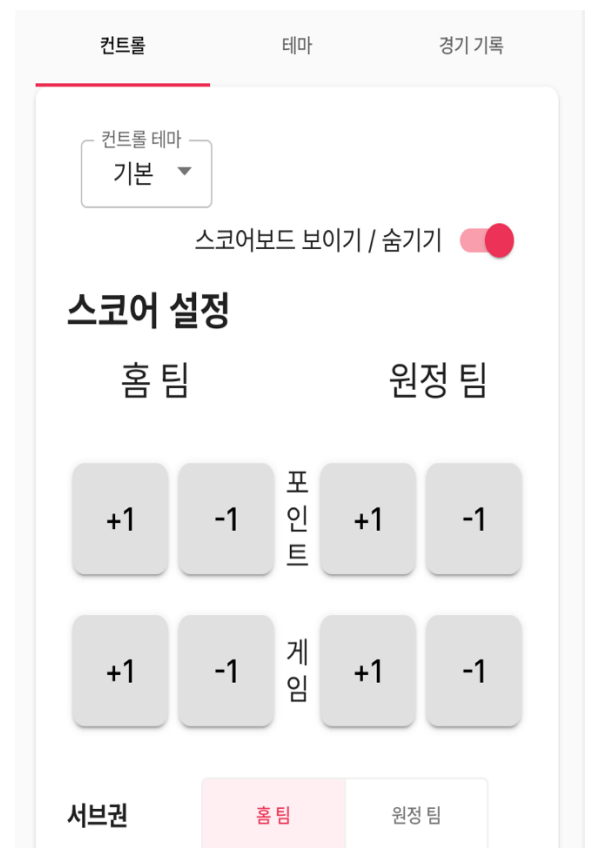 컨트롤 테마 경기 기록
컨트롤 테마
기본
스코어보드 보이기 / 숨기기
스코어 설정
홈 팀 원정 팀
+1 -1 포인트 +1 -1
+1 -1 게임 +1 -1
서브권 홈 팀 원정 팀